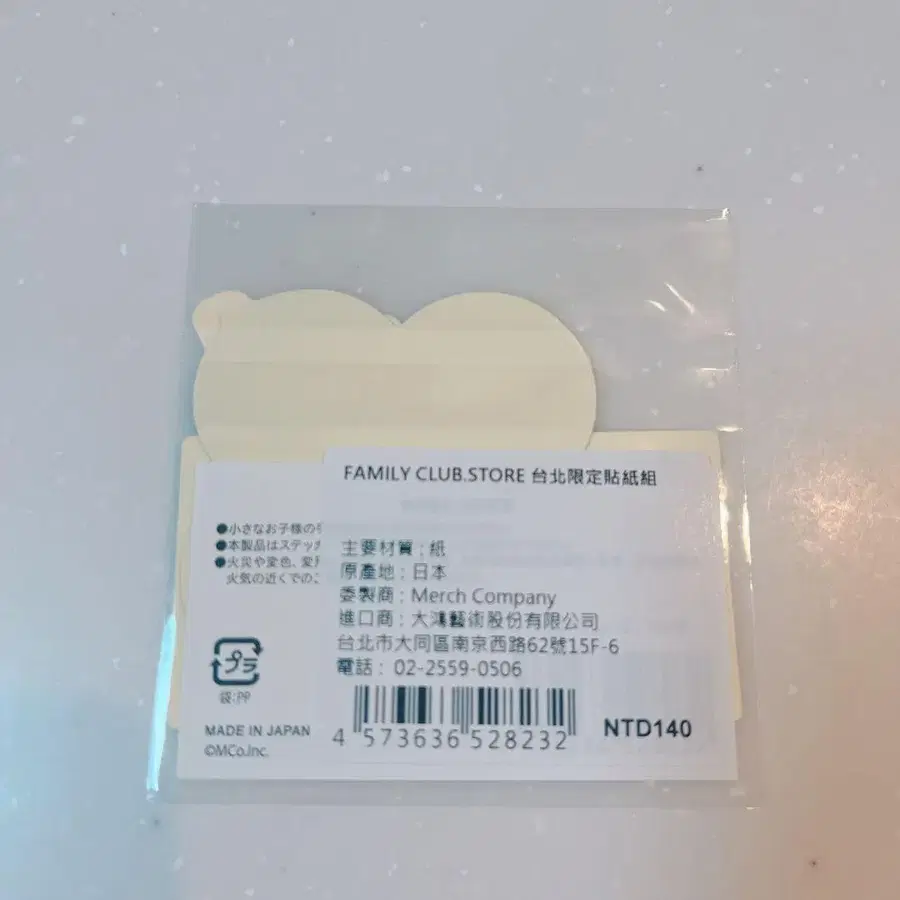 FAMILY CLUB.STORE 台北限定貼紙組
●小さなお子様の
●本製品はステッ
●火災や変色、変
火気の近くでのご
主要材質 : 紙
原產地 : 日本
委製商 : Merch Company
進口商 : 大鴻藝術股份有限公司
台北市大同區南京西路62號15F-6
電話 : 02-2559-0506
プラ
袋:PP
MADE IN JAPAN
©MCo.Inc.
4 573636 528232
NTD140